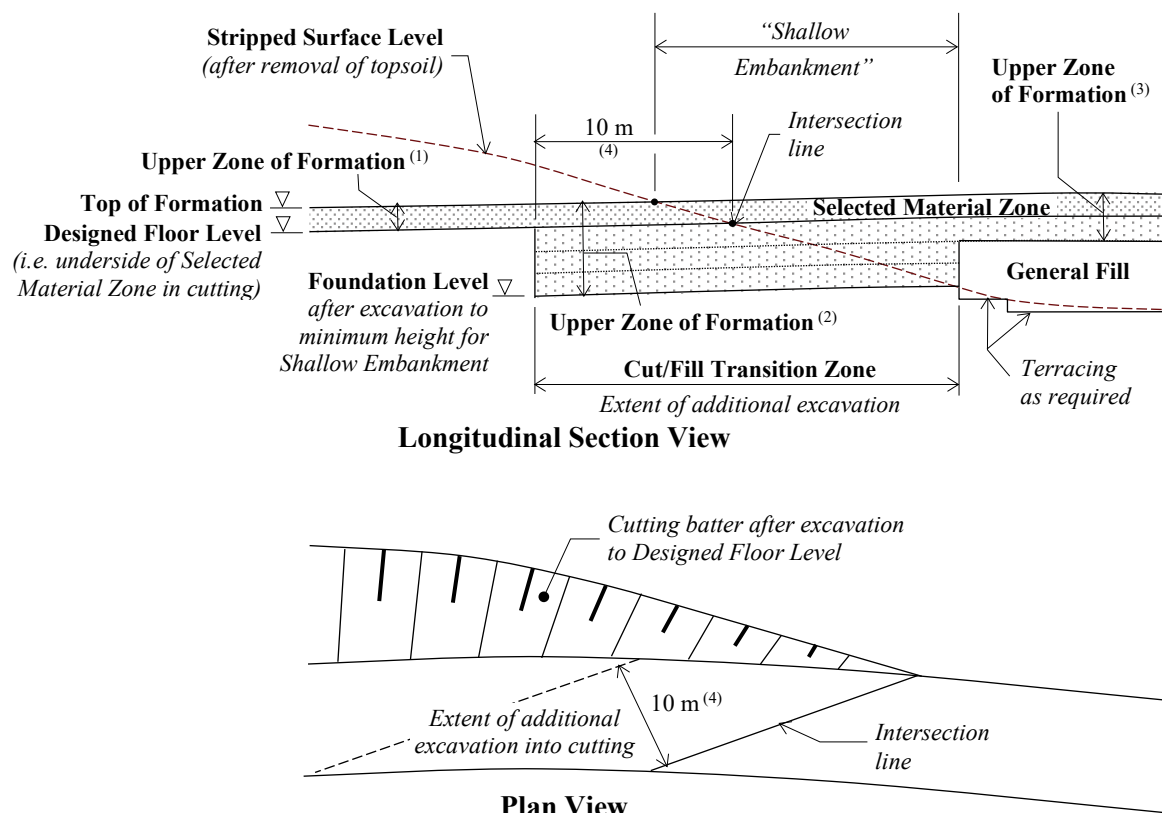 Stripped Surface Level
(after removal of topsoil)
“Shallow
Embankment”
Upper Zone
of Formation (3)
10 m
(4)
Intersection
line
Upper Zone of Formation (1)
Top of Formation
Designed Floor Level
(i.e. underside of Selected
Material Zone in cutting)
Selected Material Zone
General Fill
Foundation Level
after excavation to
minimum height for
Shallow Embankment
Upper Zone of Formation (2)
Cut/Fill Transition Zone
Extent of additional excavation
Terracing
as required
Longitudinal Section View
Cutting batter after excavation
to Designed Floor Level
10 m (4)
Extent of additional
excavation into cutting
Intersection
line
Plan View